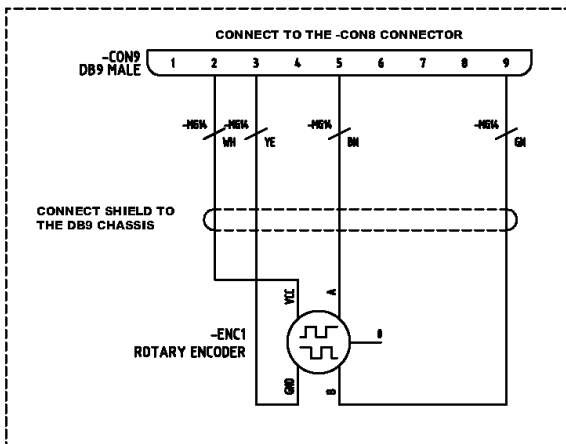 CONNECT TO THE -CON8 CONNECTOR
-CON9
DB9 MALE
1 2 3 4 5 6 7 8 9
-MG14 -MG14 -MG14 -MG14
WH YE BN GN
CONNECT SHIELD TO
THE DB9 CHASSIS
VCC A
-ENC1
ROTARY ENCODER
0
GND B